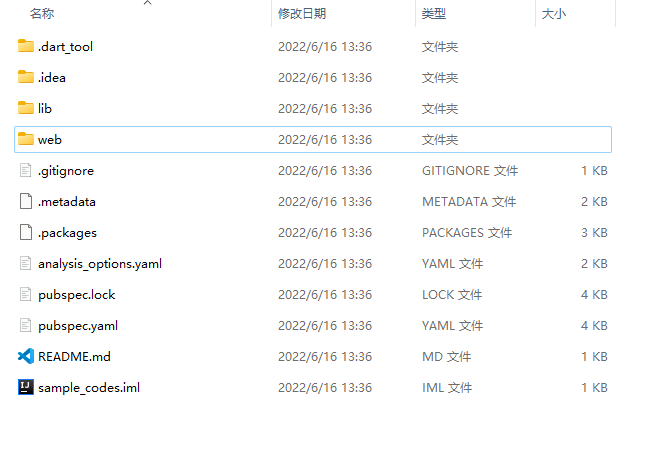 名称 修改日期 类型 大小
.dart_tool 2022/6/16 13:36 文件夹
.idea 2022/6/16 13:36 文件夹
lib 2022/6/16 13:36 文件夹
web 2022/6/16 13:36 文件夹
.gitignore 2022/6/16 13:36 GITIGNORE 文件 1 KB
.metadata 2022/6/16 13:36 METADATA 文件 2 KB
.packages 2022/6/16 13:36 PACKAGES 文件 3 KB
analysis_options.yaml 2022/6/16 13:36 YAML 文件 2 KB
pubspec.lock 2022/6/16 13:36 LOCK 文件 4 KB
pubspec.yaml 2022/6/16 13:36 YAML 文件 4 KB
README.md 2022/6/16 13:36 MD 文件 1 KB
sample_codes.iml 2022/6/16 13:36 IML 文件 1 KB